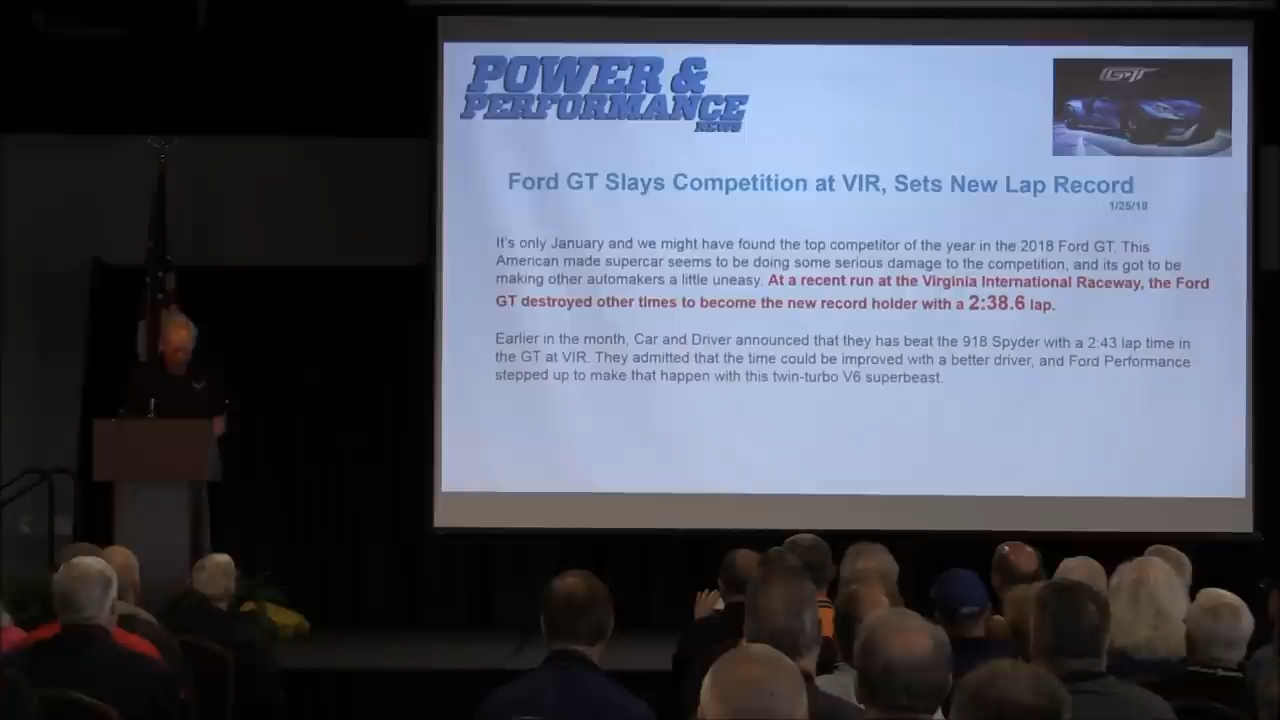 POWER &
PERFORMANCE
NEWS
GT
Ford GT Slays Competition at VIR, Sets New Lap Record
1/25/18
It's only January and we might have found the top competitor of the year in the 2018 Ford GT. This
American made supercar seems to be doing some serious damage to the competition, and its got to be
making other automakers a little uneasy. At a recent run at the Virginia International Raceway, the Ford
GT destroyed other times to become the new record holder with a 2:38.6 lap.
Earlier in the month, Car and Driver announced that they has beat the 918 Spyder with a 2:43 lap time in
the GT at VIR. They admitted that the time could be improved with a better driver, and Ford Performance
stepped up to make that happen with this twin-turbo V6 superbeast.